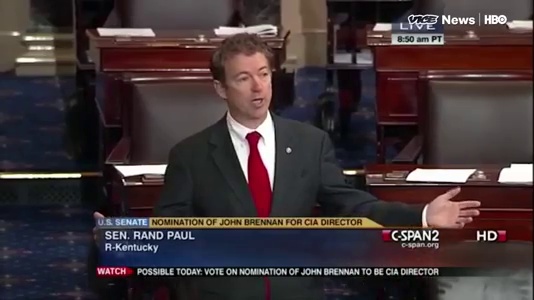 LIVE
VICE News | HBO
8:50 am PT
U.S. SENATE NOMINATION OF JOHN BRENNAN FOR CIA DIRECTOR
SEN. RAND PAUL
R-Kentucky
C-SPAN2
c-span.org
HD
WATCH POSSIBLE TODAY: VOTE ON NOMINATION OF JOHN BRENNAN TO BE CIA DIRECTOR